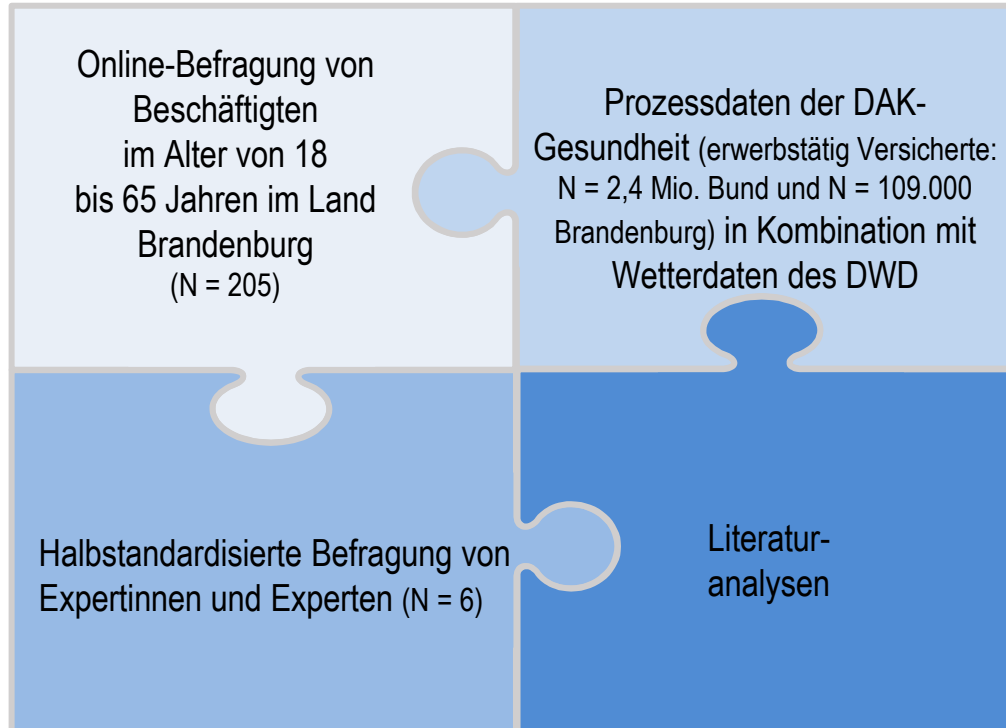 Online-Befragung von
Beschäftigten
im Alter von 18
bis 65 Jahren im Land
Brandenburg
(N = 205)
Prozessdaten der DAK-
Gesundheit (erwerbstätig Versicherte:
N = 2,4 Mio. Bund und N = 109.000
Brandenburg) in Kombination mit
Wetterdaten des DWD
Halbstandardisierte Befragung von
Expertinnen und Experten (N = 6)
Literatur-
analysen